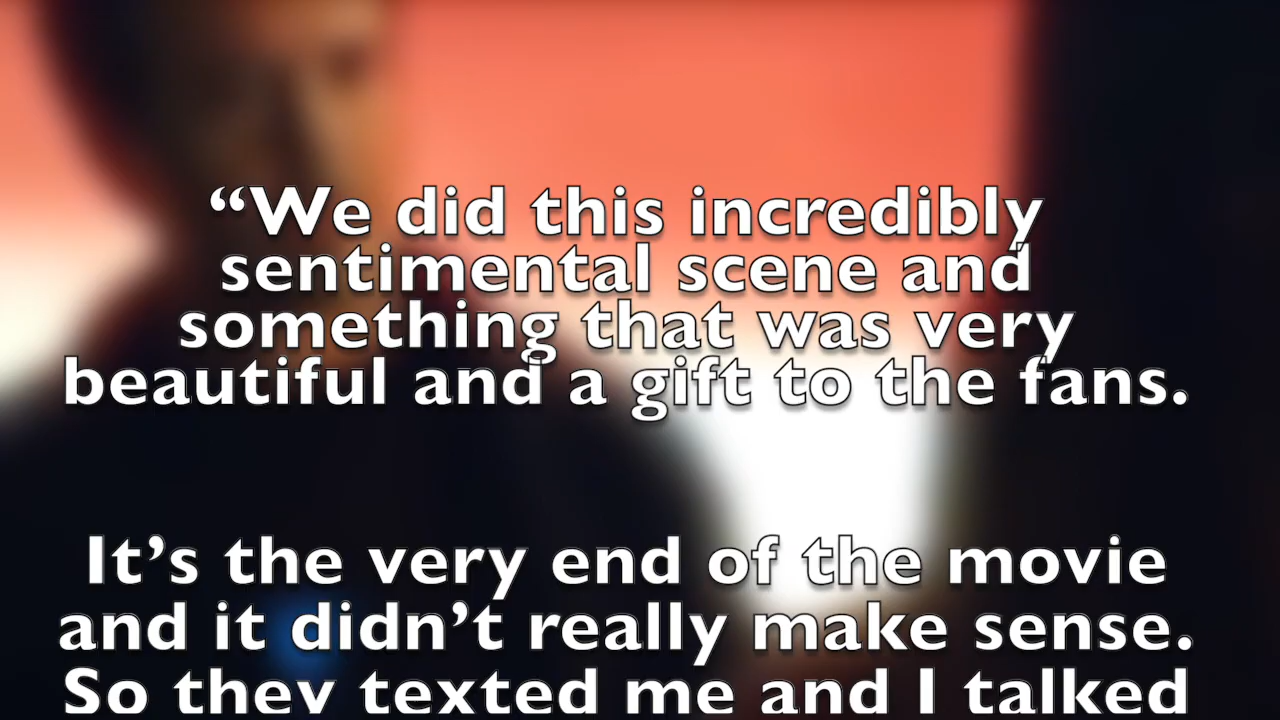 “We did this incredibly
sentimental scene and
something that was very
beautiful and a gift to the fans.
It’s the very end of the movie
and it didn’t really make sense.
So they texted me and I talked